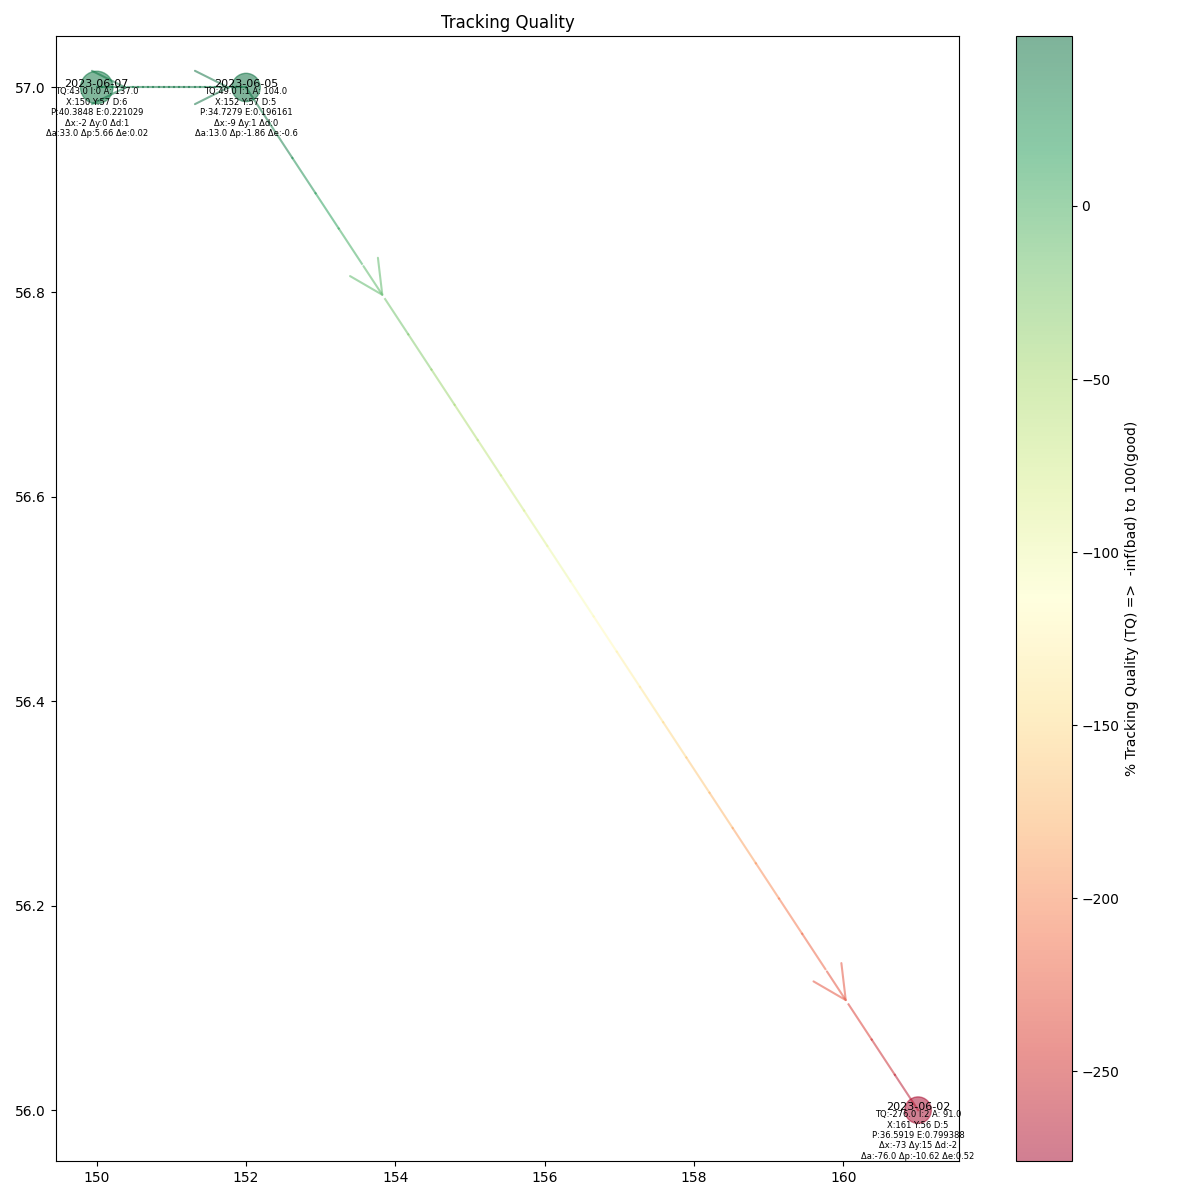 Tracking Quality
57.0
56.8
56.6
56.4
56.2
56.0
150
152
154
156
158
160
2023-06-07
TQ:43.0 I:0 A: 137.0
X:150 Y:57 D:6
P:40.3848 E:0.221029
Δx:-2 Δy:0 Δd:1
Δa:33.0 Δp:5.66 Δe:0.02
2023-06-05
TQ:49.0 I:1 A: 104.0
X:152 Y:57 D:5
P:34.7279 E:0.196161
Δx:-9 Δy:1 Δd:0
Δa:13.0 Δp:-1.86 Δe:-0.6
2023-06-02
TQ:-276.0 I:2 A: 91.0
X:161 Y:56 D:5
P:36.5919 E:0.799388
Δx:-73 Δy:15 Δd:-2
Δa:-76.0 Δp:-10.62 Δe:0.52
0
−50
−100
−150
−200
−250
% Tracking Quality (TQ) => -inf(bad) to 100(good)